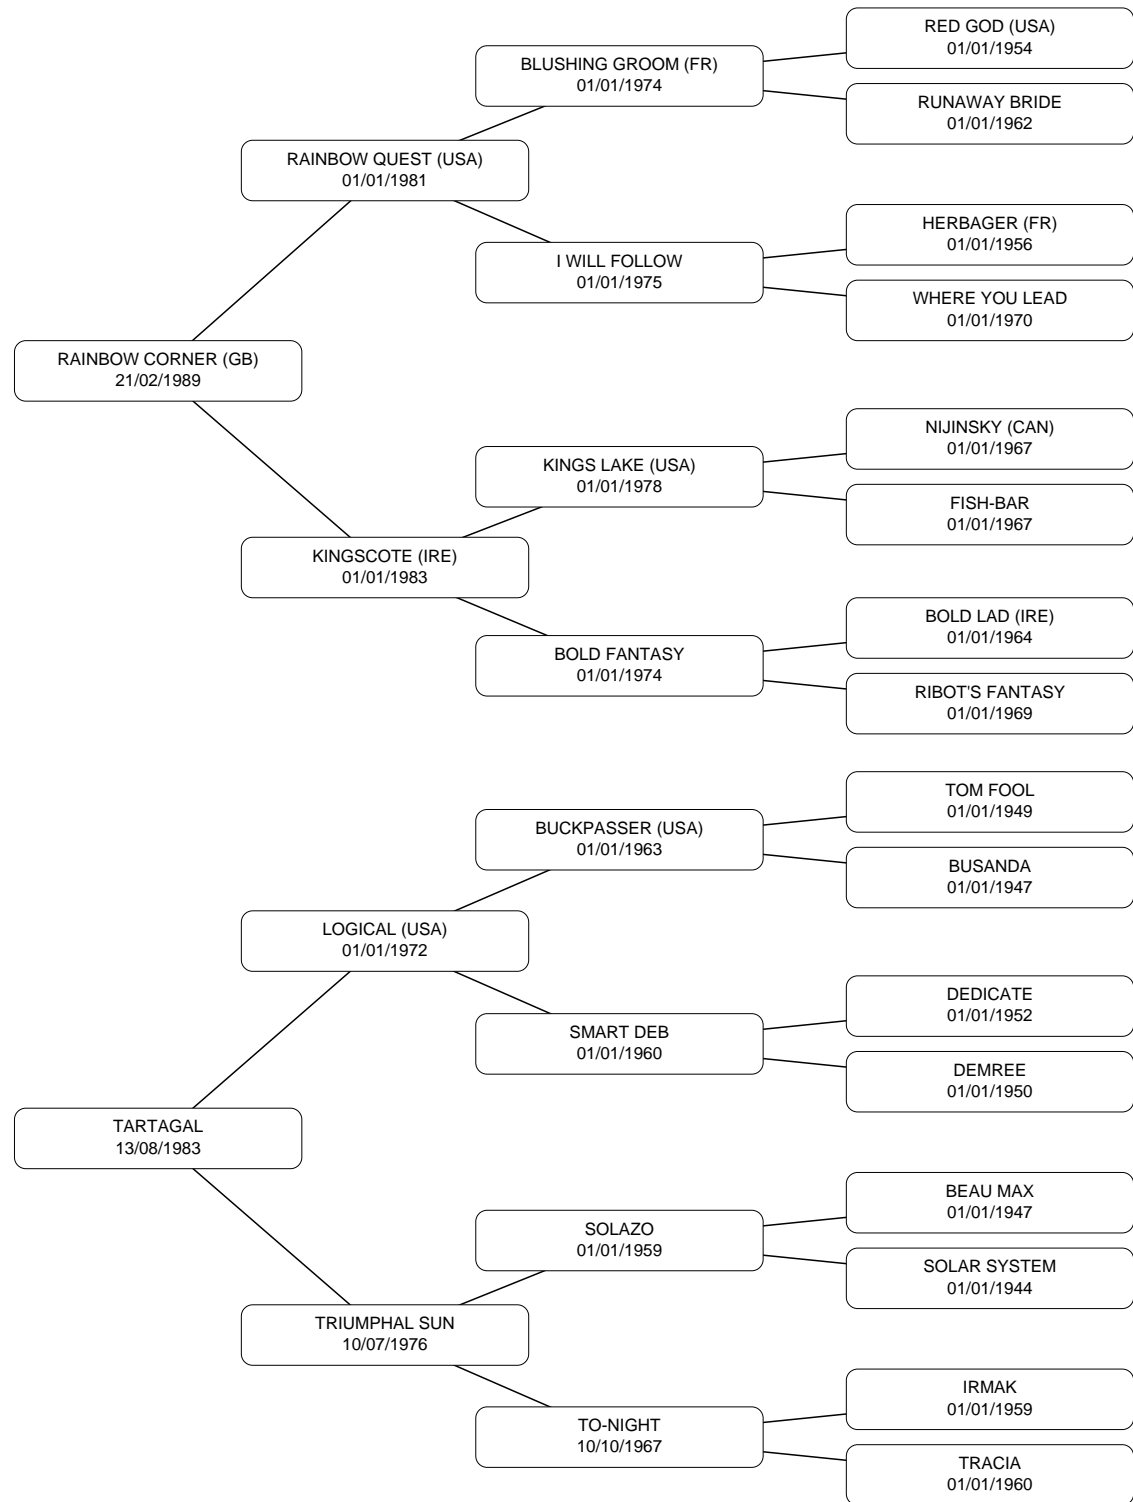 RED GOD (USA)
01/01/1954
BLUSHING GROOM (FR)
01/01/1974
RUNAWAY BRIDE
01/01/1962
RAINBOW QUEST (USA)
01/01/1981
HERBAGER (FR)
01/01/1956
I WILL FOLLOW
01/01/1975
WHERE YOU LEAD
01/01/1970
RAINBOW CORNER (GB)
21/02/1989
NIJINSKY (CAN)
01/01/1967
KINGS LAKE (USA)
01/01/1978
FISH-BAR
01/01/1967
KINGSCOTE (IRE)
01/01/1983
BOLD LAD (IRE)
01/01/1964
BOLD FANTASY
01/01/1974
RIBOT'S FANTASY
01/01/1969
TOM FOOL
01/01/1949
BUCKPASSER (USA)
01/01/1963
BUSANDA
01/01/1947
LOGICAL (USA)
01/01/1972
DEDICATE
01/01/1952
SMART DEB
01/01/1960
DEMREE
01/01/1950
TARTAGAL
13/08/1983
BEAU MAX
01/01/1947
SOLAZO
01/01/1959
SOLAR SYSTEM
01/01/1944
TRIUMPHAL SUN
10/07/1976
IRMAK
01/01/1959
TO-NIGHT
10/10/1967
TRACIA
01/01/1960